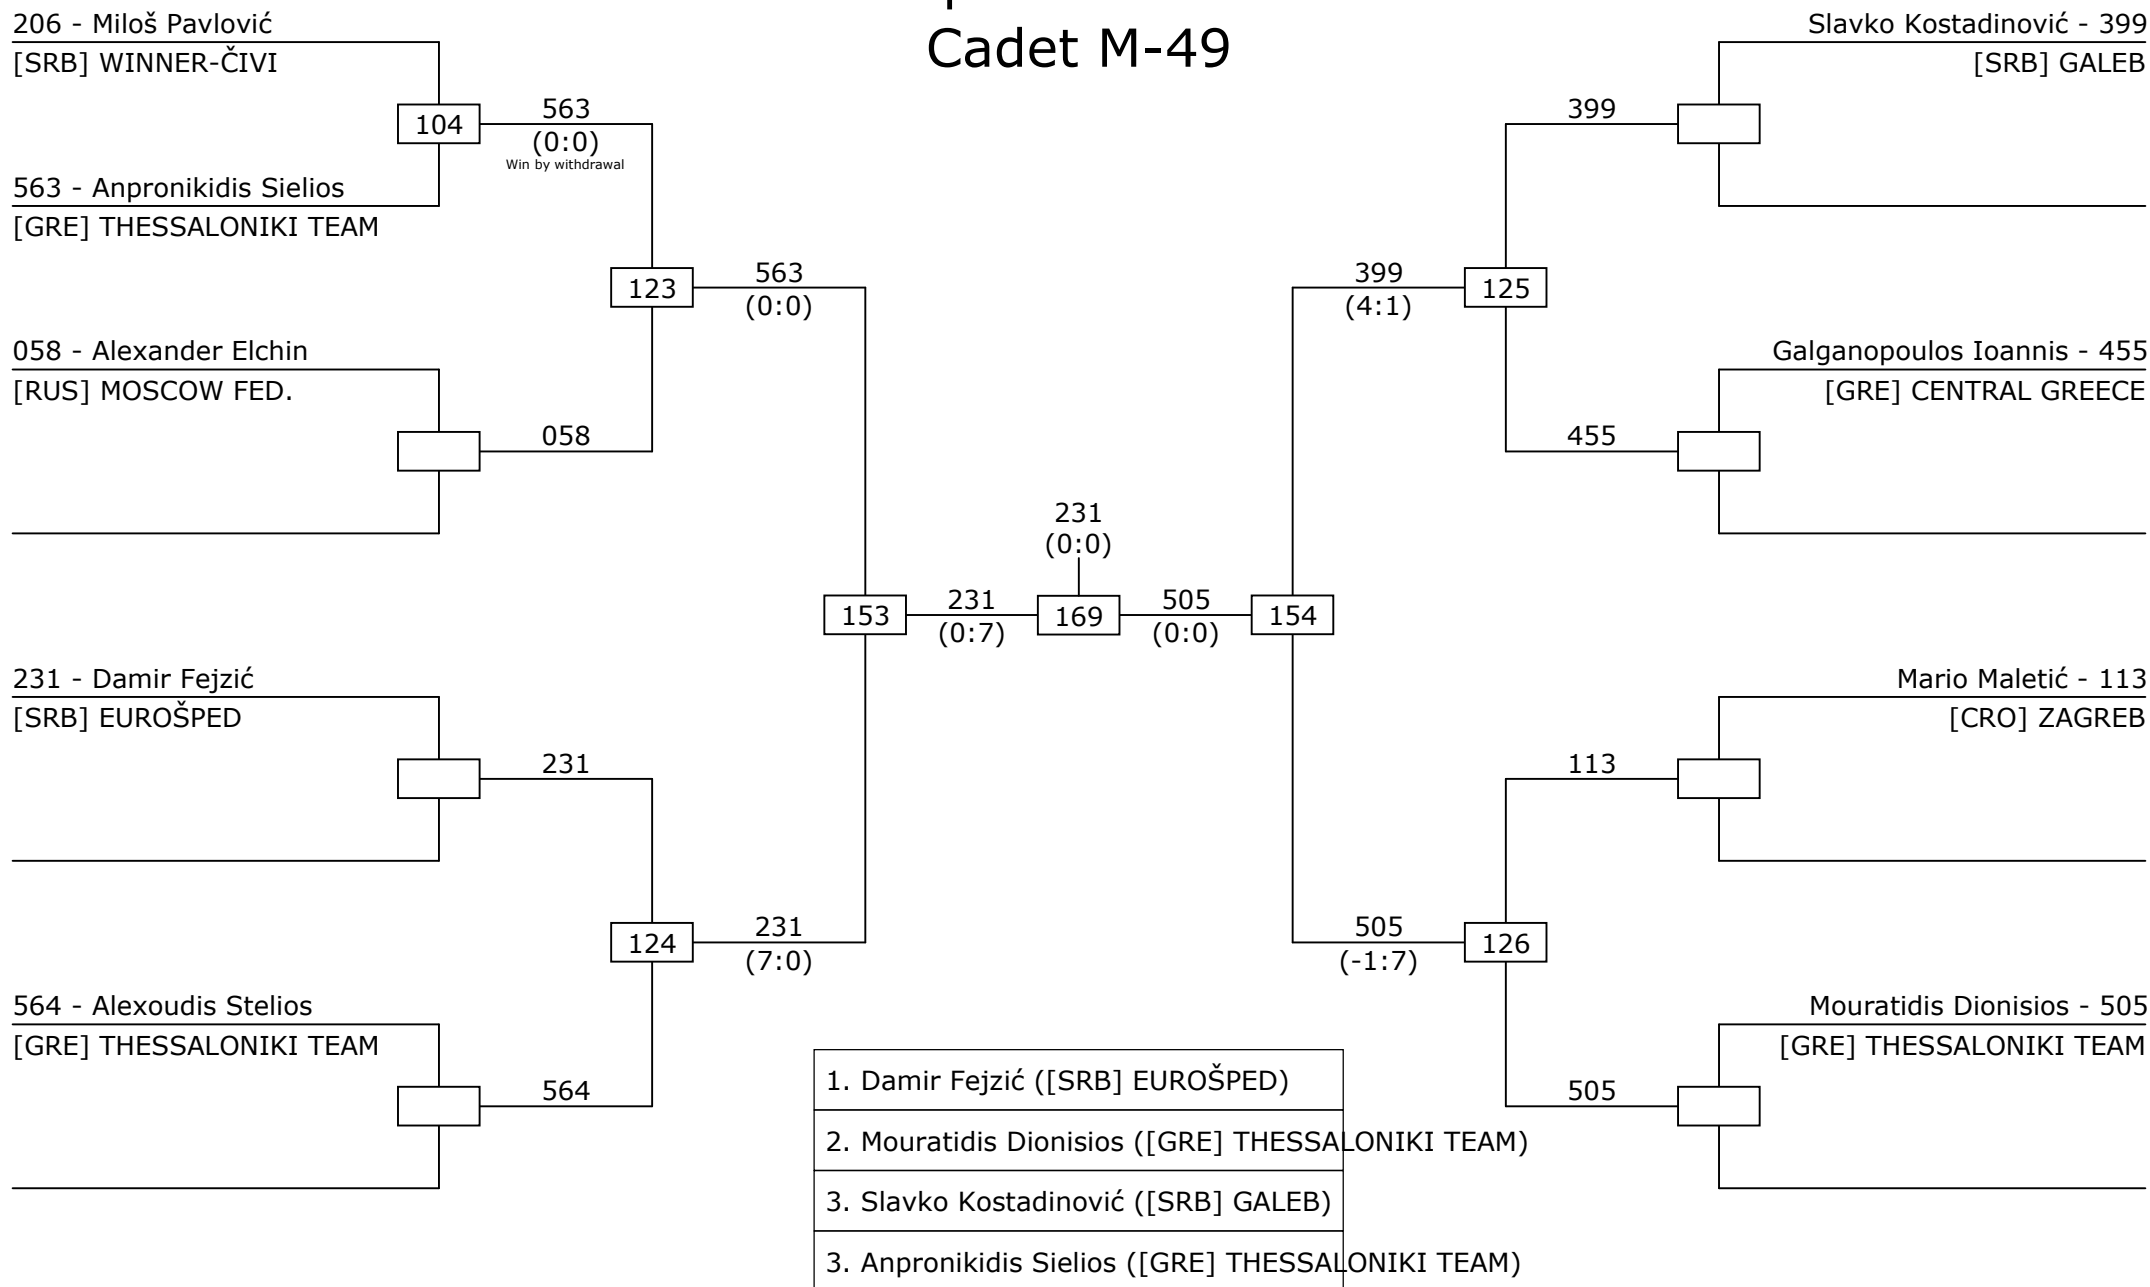 Cadet M-49
206 - Miloš Pavlović
[SRB] WINNER-ČIVI
104
563
(0:0)
Win by withdrawal
563 - Anpronikidis Sielios
[GRE] THESSALONIKI TEAM
123
563
(0:0)
058 - Alexander Elchin
[RUS] MOSCOW FED.
058
153
231
(0:7)
231 - Damir Fejzić
[SRB] EUROŠPED
231
124
231
(7:0)
564 - Alexoudis Stelios
[GRE] THESSALONIKI TEAM
564
231
(0:0)
169
505
(0:0)
154
Slavko Kostadinović - 399
[SRB] GALEB
399
399
(4:1)
125
Galganopoulos Ioannis - 455
[GRE] CENTRAL GREECE
455
Mario Maletić - 113
[CRO] ZAGREB
113
505
(-1:7)
126
Mouratidis Dionisios - 505
[GRE] THESSALONIKI TEAM
505
1. Damir Fejzić ([SRB] EUROŠPED)
2. Mouratidis Dionisios ([GRE] THESSALONIKI TEAM)
3. Slavko Kostadinović ([SRB] GALEB)
3. Anpronikidis Sielios ([GRE] THESSALONIKI TEAM)